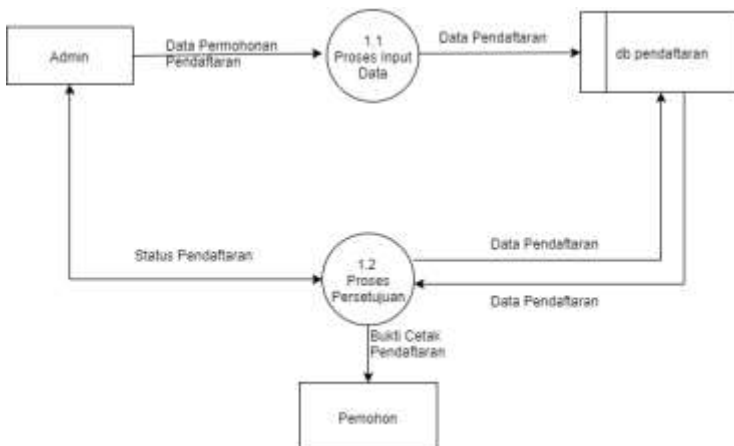 Admin
Data Permohonan
Pendaftaran
1.1
Proses Input
Data
Data Pendaftaran
db pendaftaran
Status Pendaftaran
1.2
Proses
Persetujuan
Data Pendaftaran
Data Pendaftaran
Bukti Cetak
Pendaftaran
Pemohon